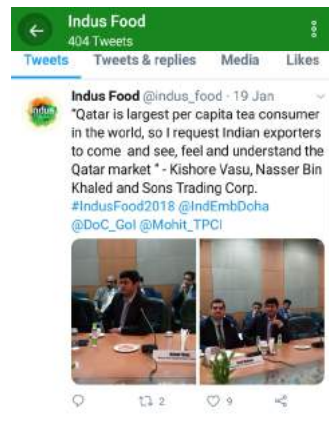 Indus Food
404 Tweets
Tweets Tweets & replies Media Likes
Indus Food @indus_food · 19 Jan
"Qatar is largest per capita tea consumer
in the world, so I request Indian exporters
to come and see, feel and understand the
Qatar market " - Kishore Vasu, Nasser Bin
Khaled and Sons Trading Corp.
#IndusFood2018 @IndEmbDoha
@DoC_GoI @Mohit_TPCI
2 9